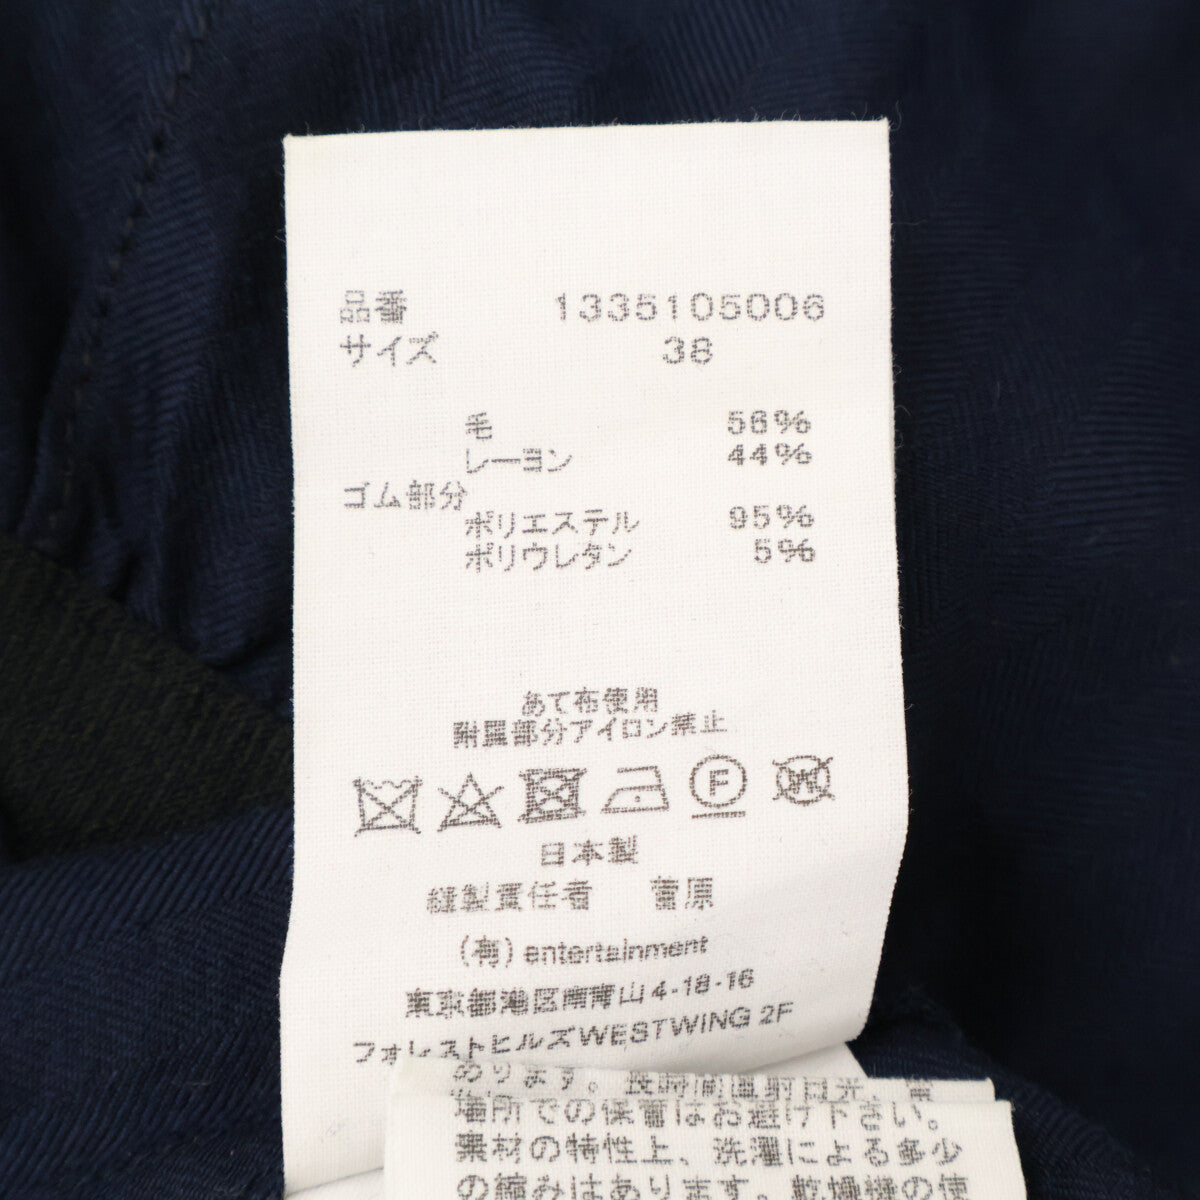 品番 1335105006
サイズ 38
毛 56%
レーヨン 44%
ゴム部分
ポリエステル 95%
ポリウレタン 5%
あて布使用
附属部分アイロン禁止
F
W
日本製
縫製責任者 菅原
(有) entertainment
東京都港区南青山4-18-16
フォレストヒルズWESTWING 2F
めります。長時間直射日光、
場所での保管はお避け下さい。
素材の特性上、洗濯による多少
の縮みはあります。乾燥機の使